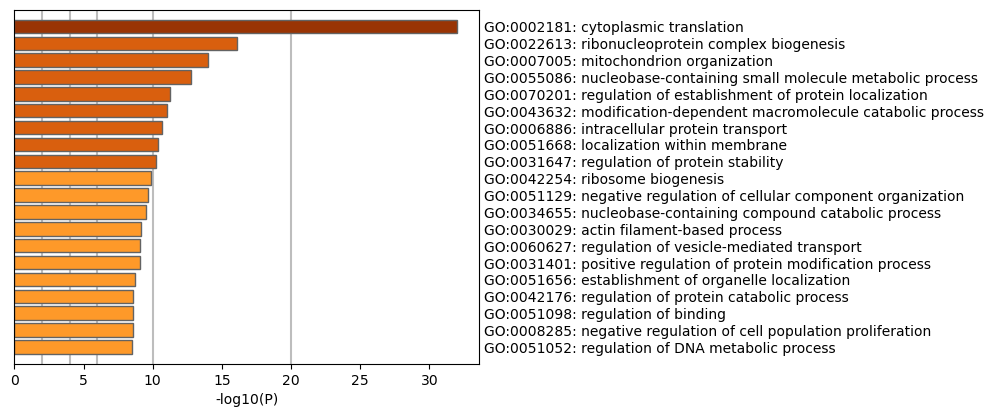 GO:0002181: cytoplasmic translation
GO:0022613: ribonucleoprotein complex biogenesis
GO:0007005: mitochondrion organization
GO:0055086: nucleobase-containing small molecule metabolic process
GO:0070201: regulation of establishment of protein localization
GO:0043632: modification-dependent macromolecule catabolic process
GO:0006886: intracellular protein transport
GO:0051668: localization within membrane
GO:0031647: regulation of protein stability
GO:0042254: ribosome biogenesis
GO:0051129: negative regulation of cellular component organization
GO:0034655: nucleobase-containing compound catabolic process
GO:0030029: actin filament-based process
GO:0060627: regulation of vesicle-mediated transport
GO:0031401: positive regulation of protein modification process
GO:0051656: establishment of organelle localization
GO:0042176: regulation of protein catabolic process
GO:0051098: regulation of binding
GO:0008285: negative regulation of cell population proliferation
GO:0051052: regulation of DNA metabolic process
0 5 10 15 20 25 30
-log10(P)